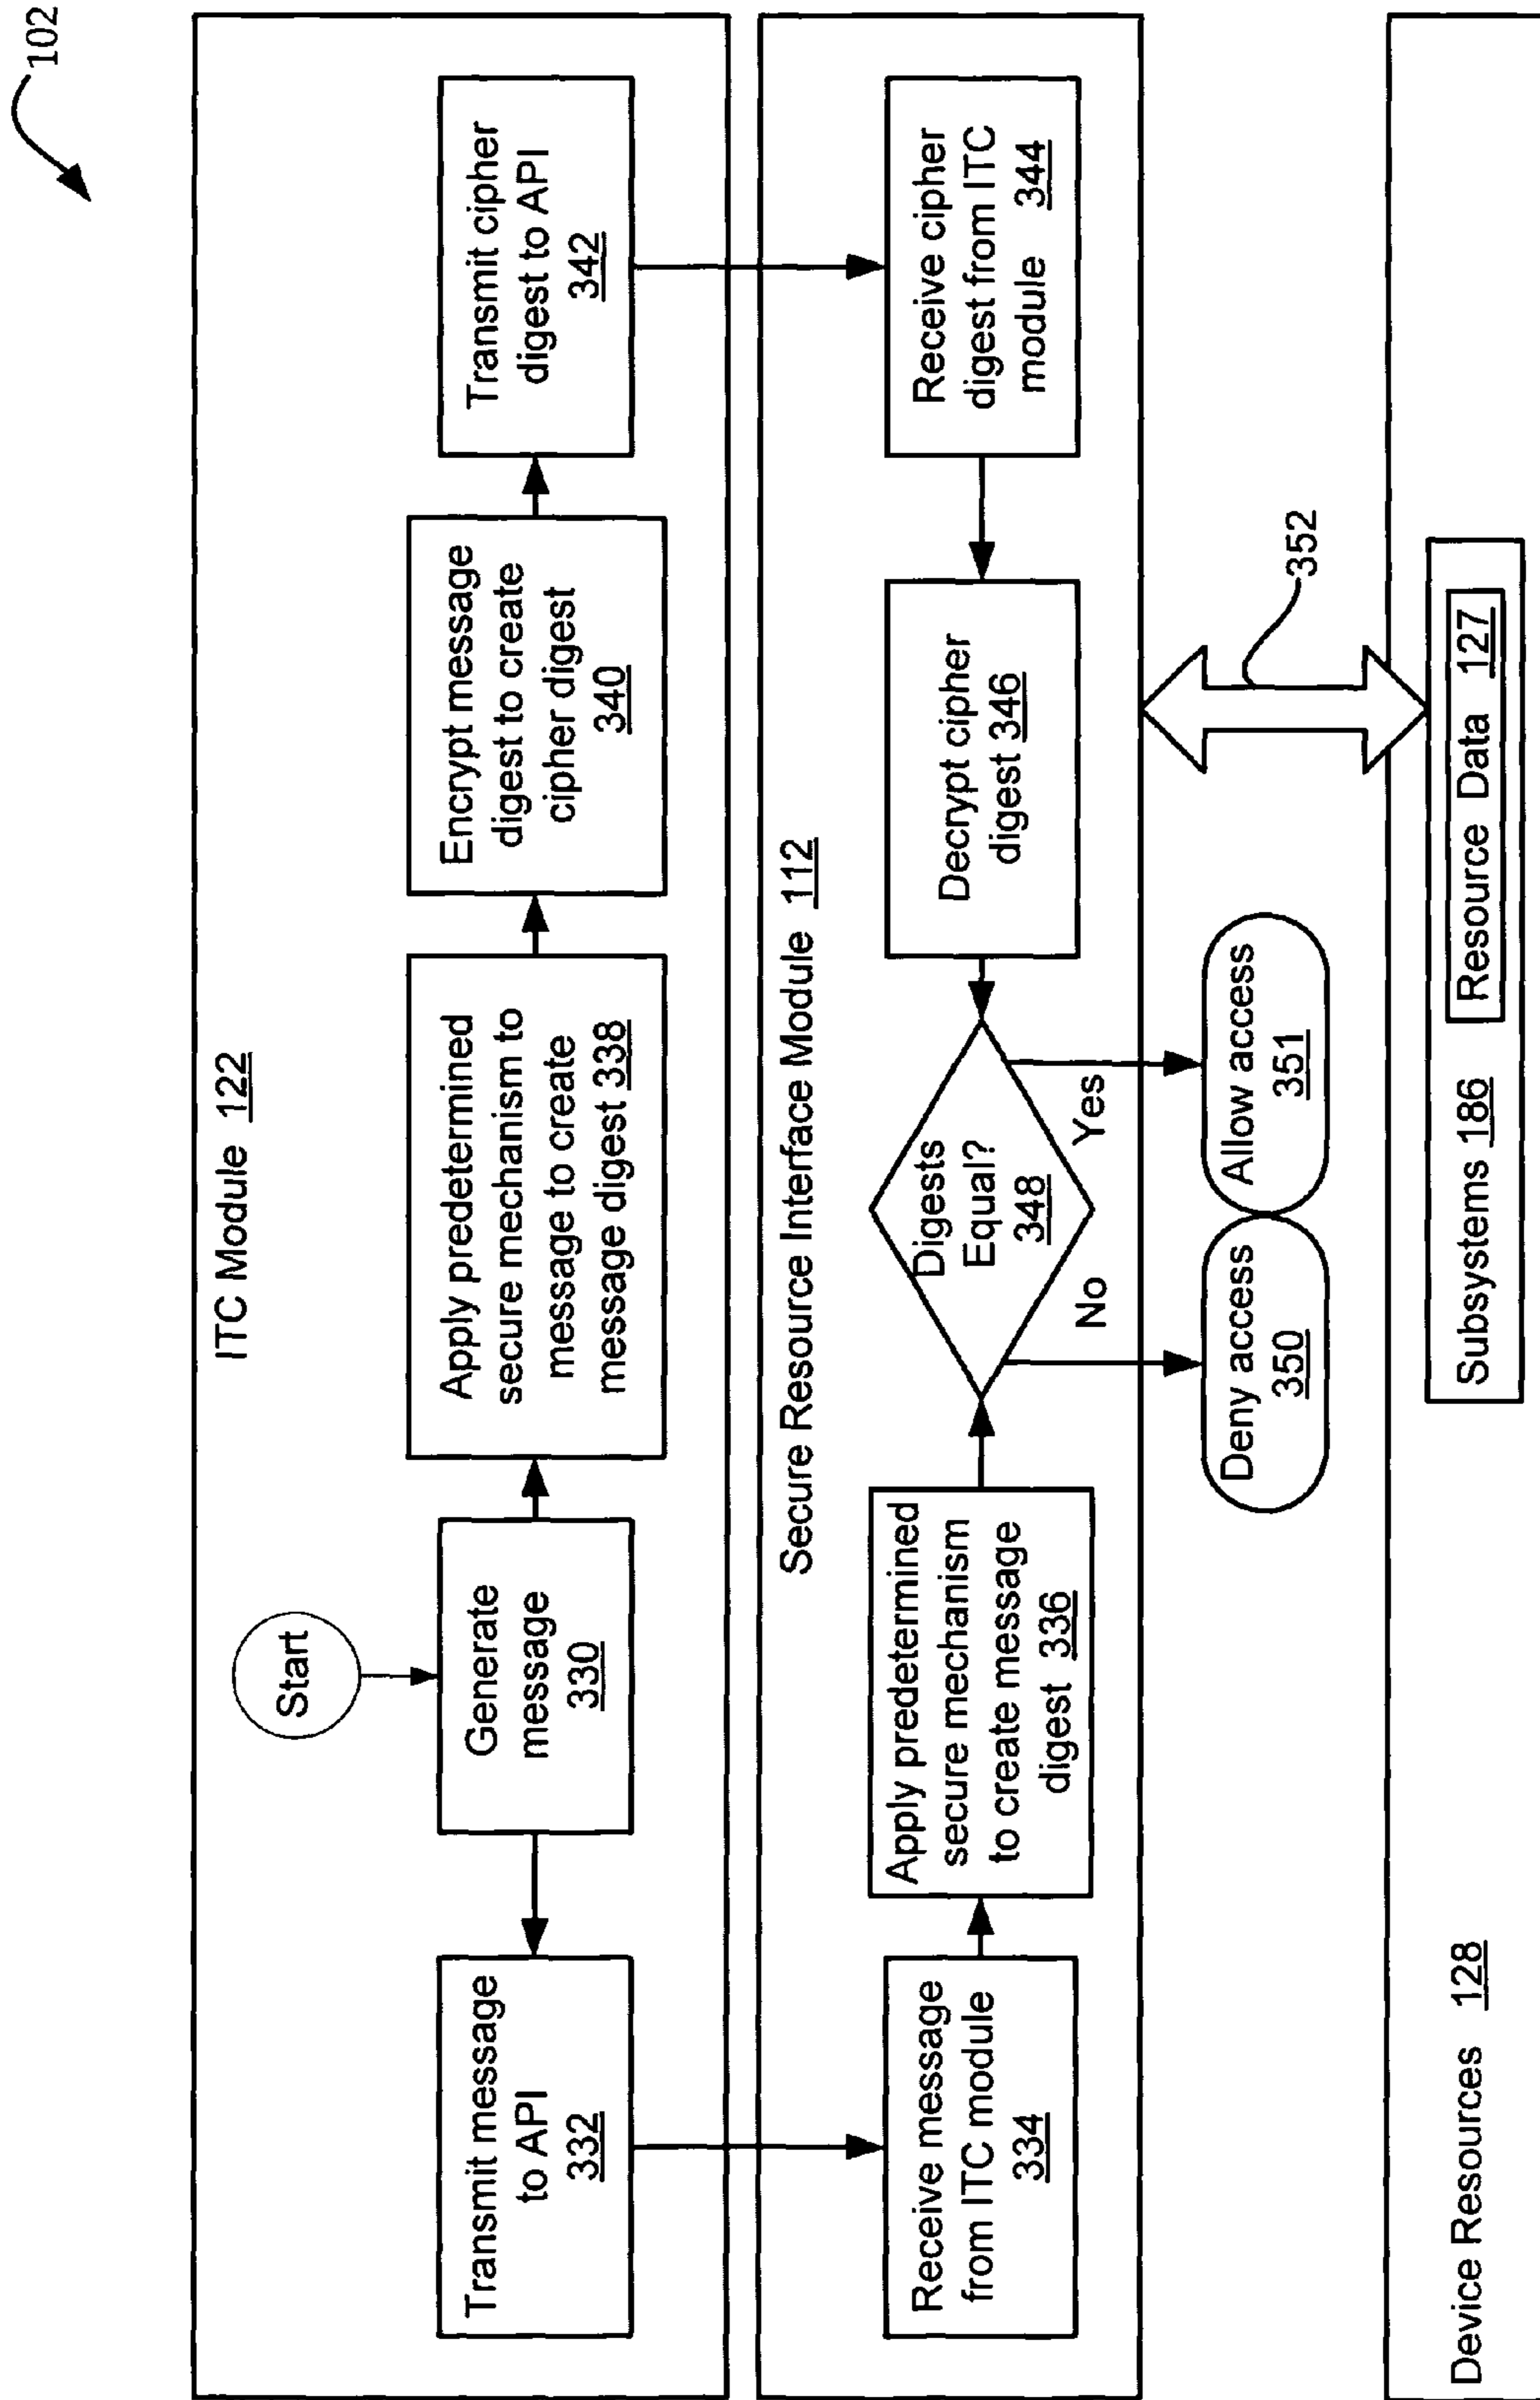 102
ITC Module 122
Start
Transmit message
to API
332
Generate
message
330
Apply predetermined
secure mechanism to
message to create
message digest 338
Encrypt message
digest to create
cipher digest
340
Transmit cipher
digest to API
342
Secure Resource Interface Module 112
Receive message
from ITC module
334
Apply predetermined
secure mechanism
to create message
digest 336
Digests
Equal?
348
No
Yes
Decrypt cipher
digest 346
Receive cipher
digest from ITC
module 344
Deny access
350
Allow access
351
352
Device Resources 128
Subsystems 186
Resource Data 127